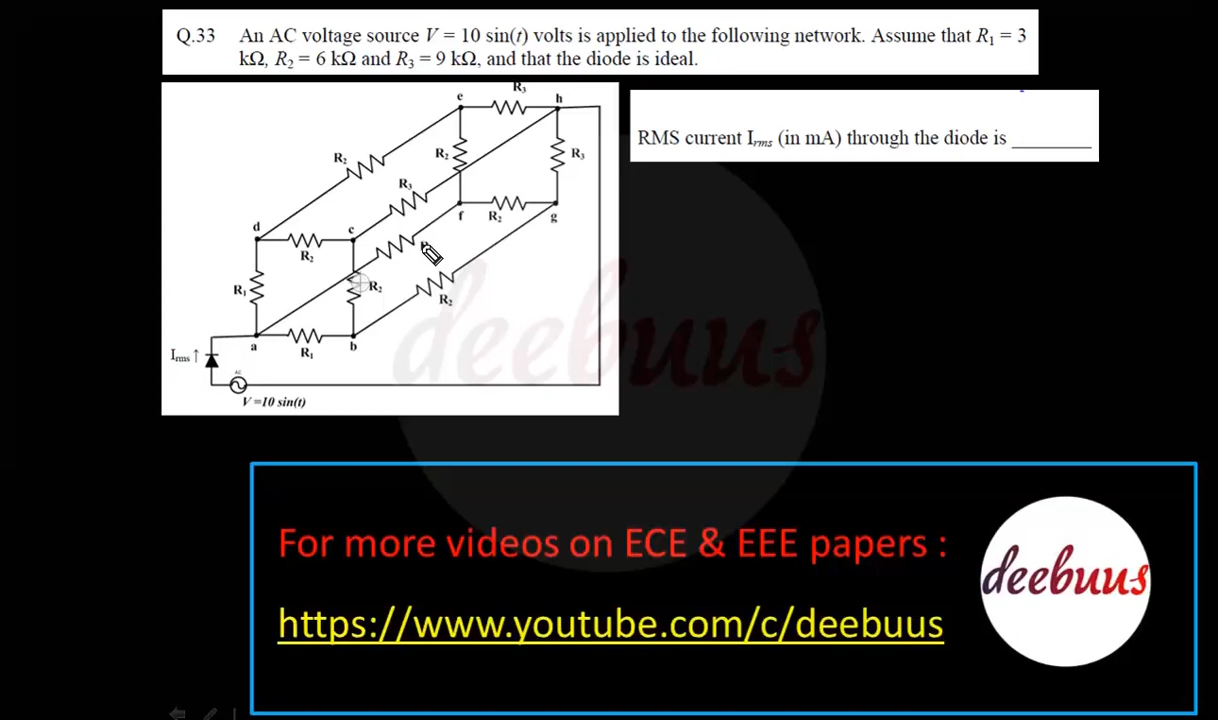 Q.33 An AC voltage source V = 10 sin(t) volts is applied to the following network. Assume that R₁ = 3
kΩ, R₂ = 6 kΩ and R₃ = 9 kΩ, and that the diode is ideal.
RMS current Iᵣₘₛ (in mA) through the diode is ________
R₃
e
h
R₂
R₂
R₃
R₃
f
R₂
g
d
c
R₂
R₁
R₂
R₂
a
R₁
b
Iᵣₘₛ ↑
AC
V =10 sin(t)
deebuus
For more videos on ECE & EEE papers :
https://www.youtube.com/c/deebuus
deebuus